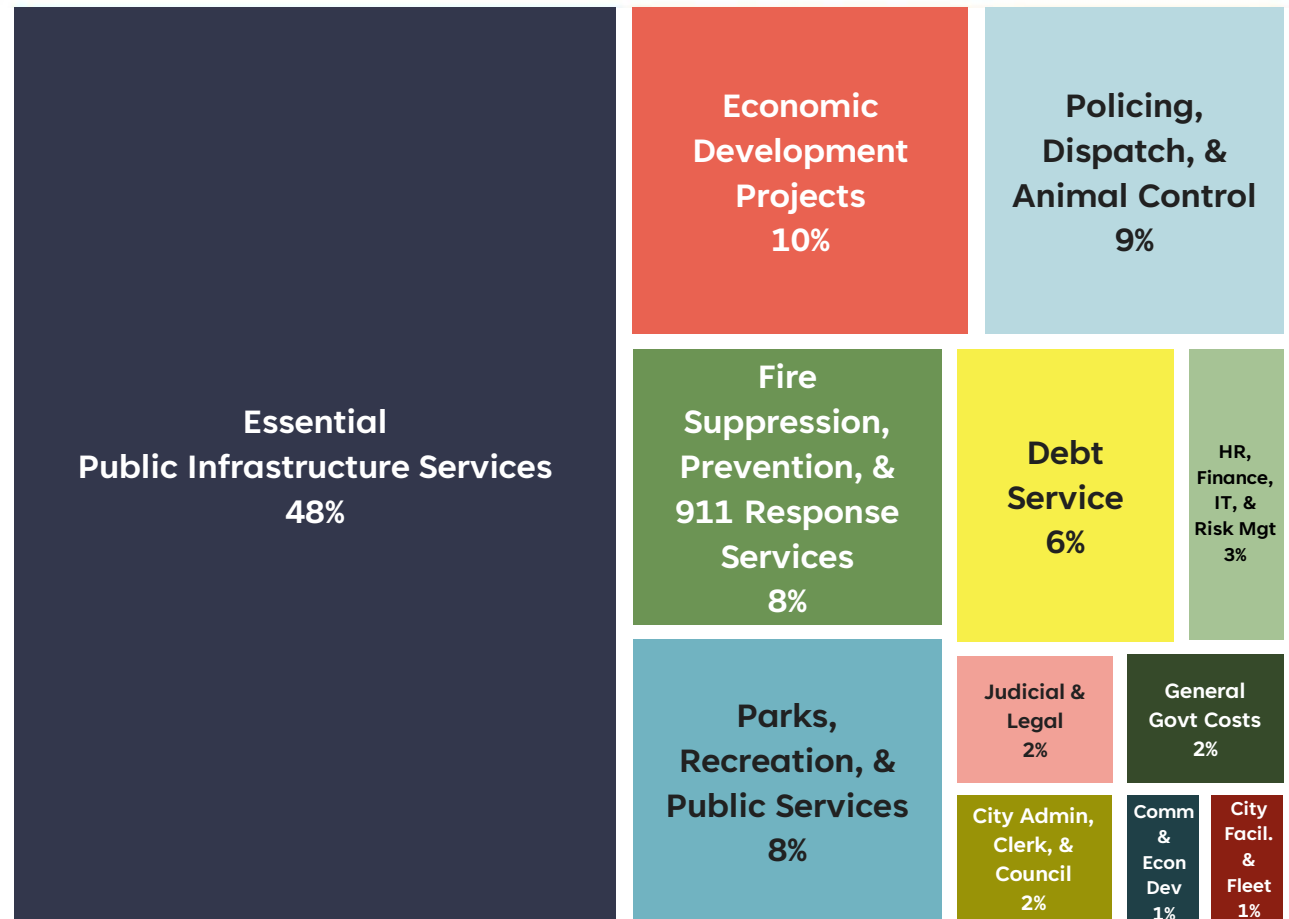 Essential
Public Infrastructure Services
48%
Economic
Development
Projects
10%
Policing,
Dispatch, &
Animal Control
9%
Fire
Suppression,
Prevention, &
911 Response
Services
8%
Debt
Service
6%
HR,
Finance,
IT, &
Risk Mgt
3%
Parks,
Recreation, &
Public Services
8%
Judicial &
Legal
2%
General
Govt Costs
2%
City Admin,
Clerk, &
Council
2%
Comm
&
Econ
Dev
1%
City
Facil.
&
Fleet
1%